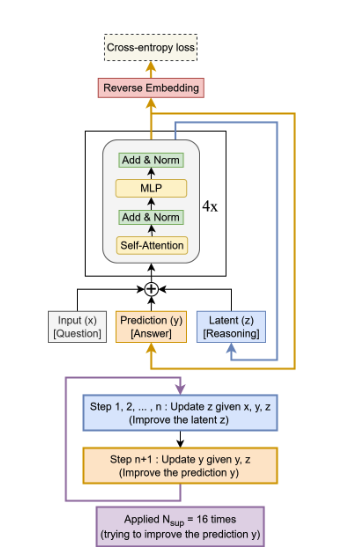 Cross-entropy loss
Reverse Embedding
Add & Norm
MLP
4x
Add & Norm
Self-Attention
Input (x)
[Question]
Prediction (y)
[Answer]
Latent (z)
[Reasoning]
Step 1, 2, ... , n : Update z given x, y, z
(Improve the latent z)
Step n+1 : Update y given y, z
(Improve the prediction y)
Applied Nsup = 16 times
(trying to improve the prediction y)